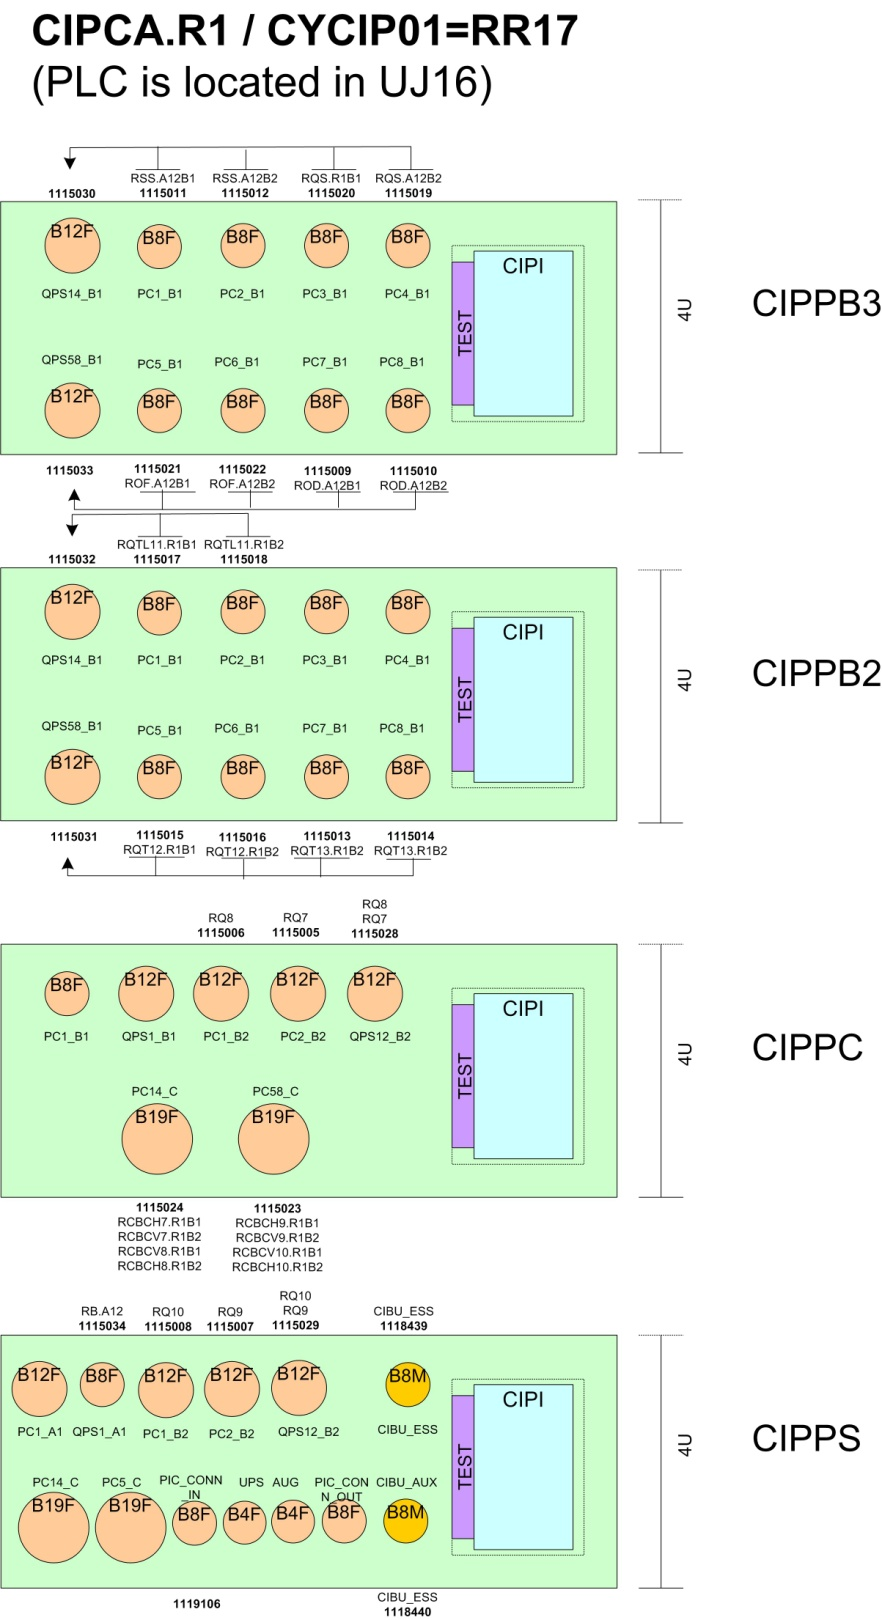 CIPCA.R1 / CYCIP01=RR17
(PLC is located in UJ16)
RSS.A12B1 RSS.A12B2 RQS.R1B1 RQS.A12B2
1115030 1115011 1115012 1115020 1115019
B12F B8F B8F B8F B8F CIPI
QPS14_B1 PC1_B1 PC2_B1 PC3_B1 PC4_B1
TEST 4U CIPPB3
QPS58_B1 PC5_B1 PC6_B1 PC7_B1 PC8_B1
B12F B8F B8F B8F B8F
1115033 1115021 1115022 1115009 1115010
ROF.A12B1 ROF.A12B2 ROD.A12B1 ROD.A12B2
RQTL11.R1B1 RQTL11.R1B2
1115032 1115017 1115018
B12F B8F B8F B8F B8F CIPI
QPS14_B1 PC1_B1 PC2_B1 PC3_B1 PC4_B1
TEST 4U CIPPB2
QPS58_B1 PC5_B1 PC6_B1 PC7_B1 PC8_B1
B12F B8F B8F B8F B8F
1115031 1115015 1115016 1115013 1115014
RQT12.R1B1 RQT12.R1B2 RQT13.R1B2 RQT13.R1B2
RQ8
RQ8 RQ7 RQ7
1115006 1115005 1115028
B8F B12F B12F B12F B12F CIPI
PC1_B1 QPS1_B1 PC1_B2 PC2_B2 QPS12_B2
TEST 4U CIPPC
PC14_C PC58_C
B19F B19F
1115024 1115023
RCBCH7.R1B1 RCBCH9.R1B1
RCBCV7.R1B2 RCBCV9.R1B2
RCBCV8.R1B1 RCBCV10.R1B1
RCBCH8.R1B2 RCBCH10.R1B2
RQ10
RB.A12 RQ10 RQ9 RQ9 CIBU_ESS
1115034 1115008 1115007 1115029 1118439
B12F B8F B12F B12F B12F B8M CIPI
PC1_A1 QPS1_A1 PC1_B2 PC2_B2 QPS12_B2 CIBU_ESS
TEST 4U CIPPS
PC14_C PC5_C PIC_CONN UPS AUG PIC_CON CIBU_AUX
_IN N_OUT
B19F B19F B8F B4F B4F B8F B8M
1119106 CIBU_ESS
1118440